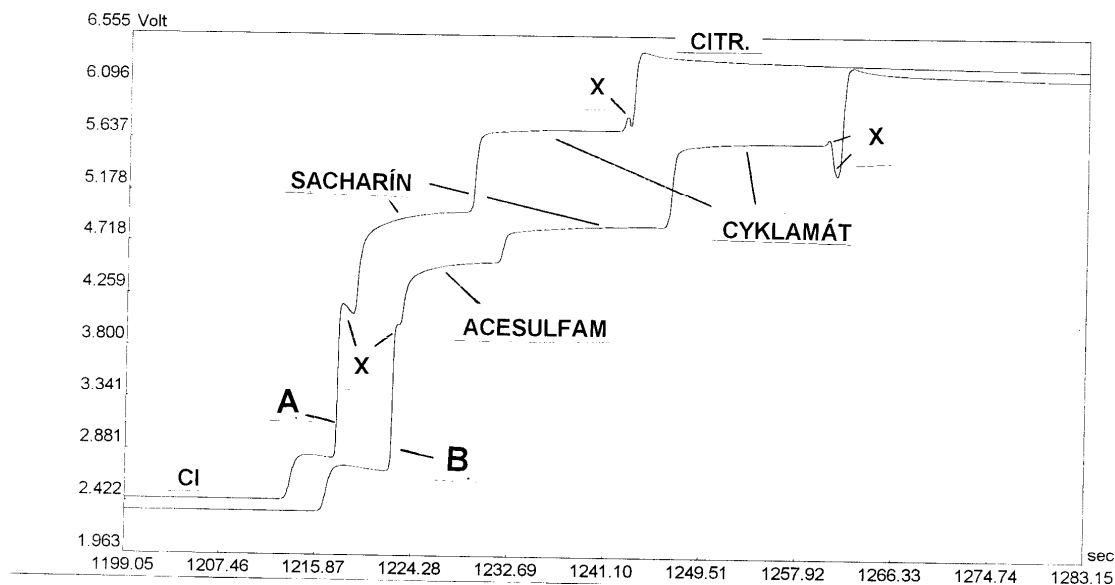 6.555 Volt
CITR.
6.096
X
5.637
X
5.178
SACHARÍN
4.718
CYKLAMÁT
4.259
ACESULFAM
3.800
X
3.341
A
2.881
B
Cl
2.422
1.963
sec
1199.05 1207.46 1215.87 1224.28 1232.69 1241.10 1249.51 1257.92 1266.33 1274.74 1283.15